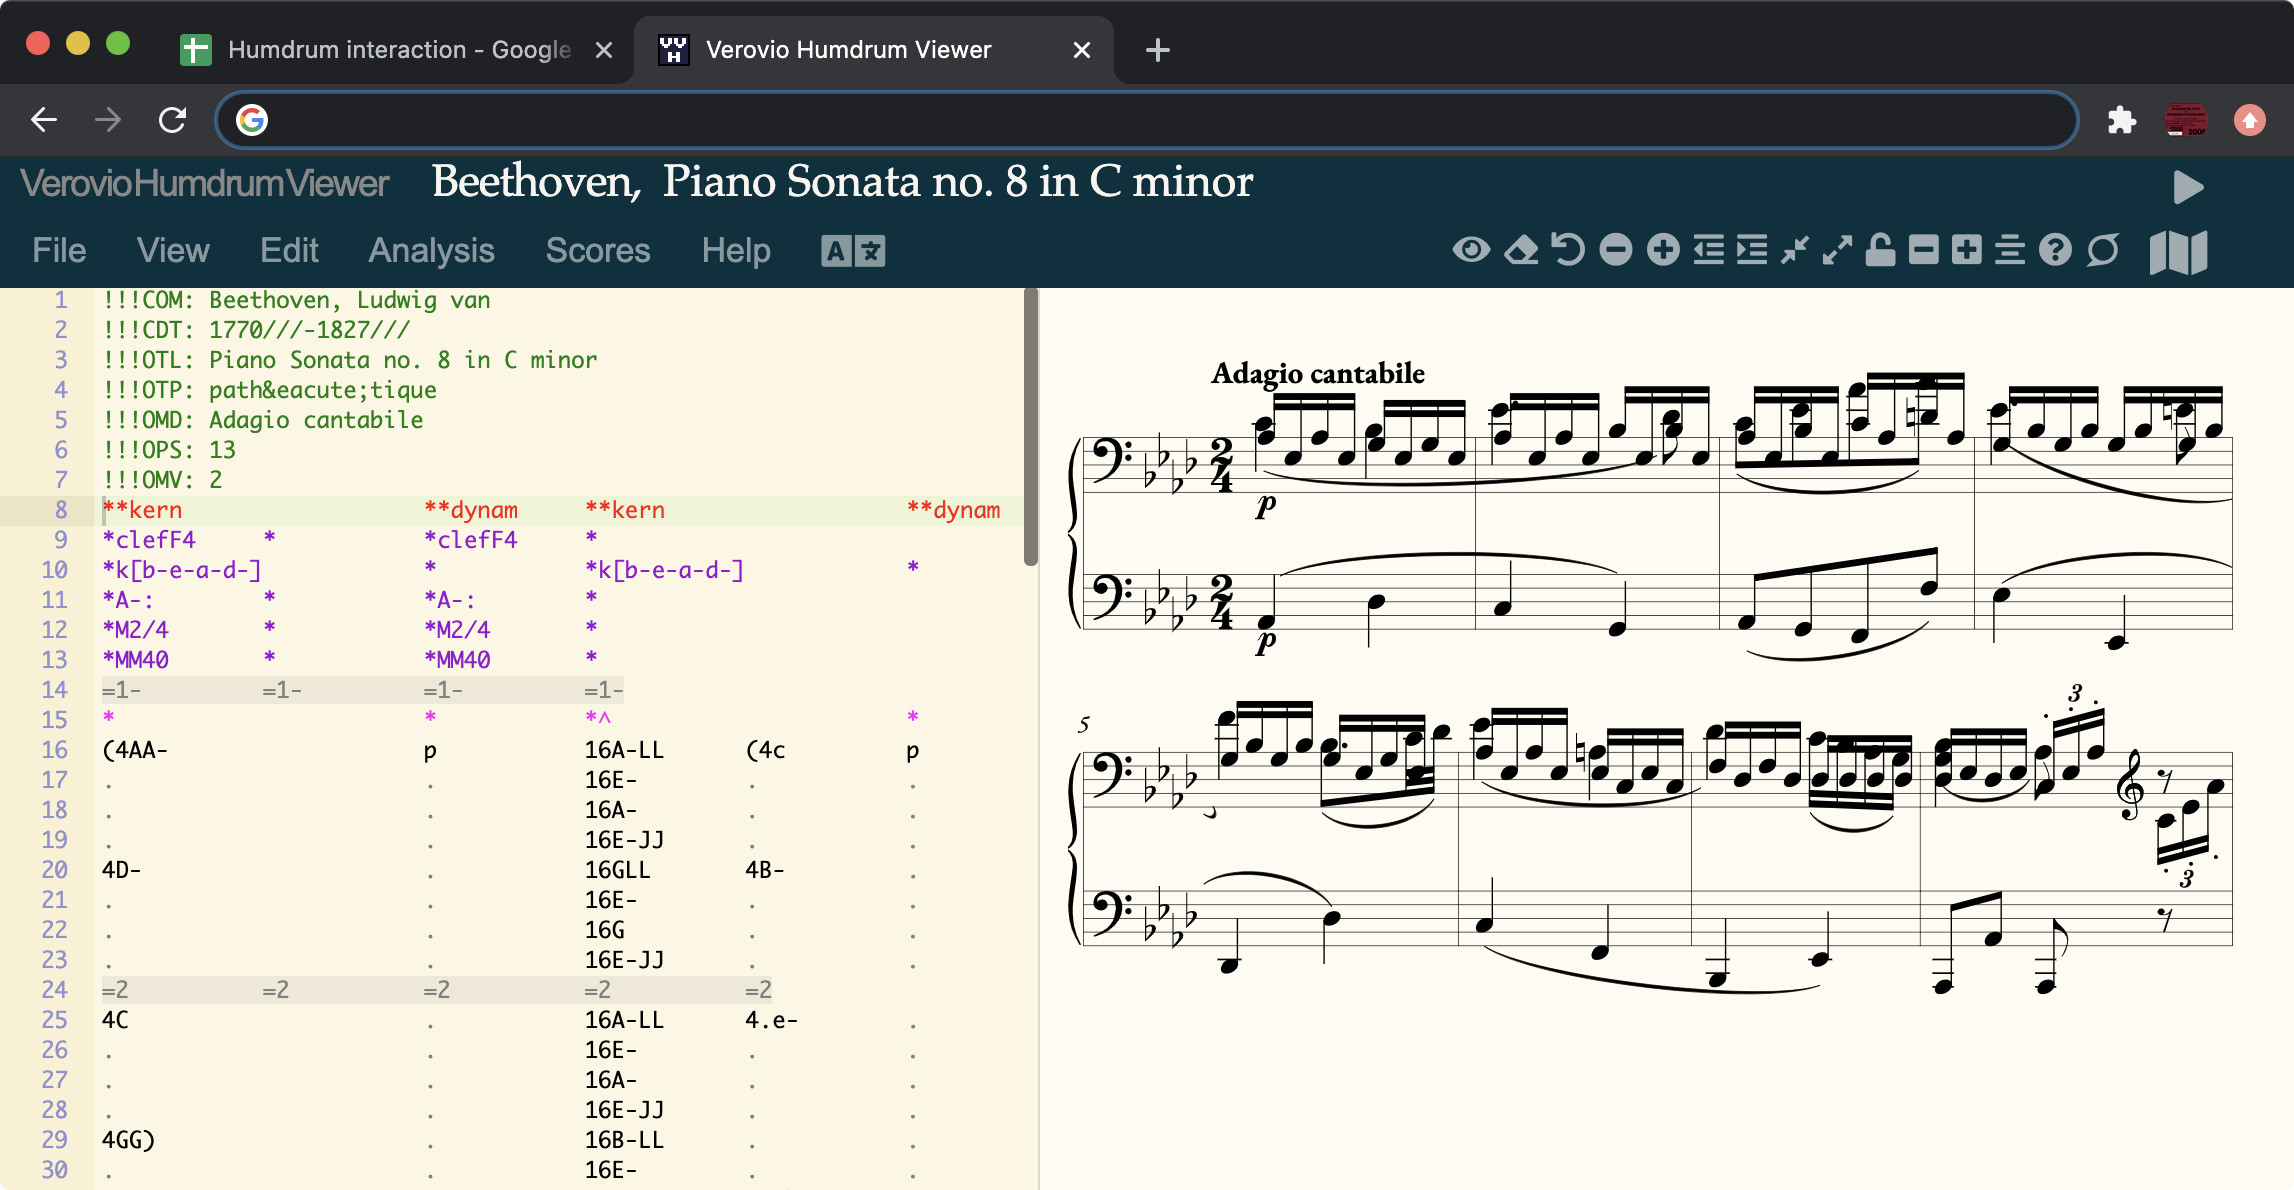 Humdrum interaction - Google
Verovio Humdrum Viewer
VerovioHumdrumViewer
Beethoven, Piano Sonata no. 8 in C minor
File View Edit Analysis Scores Help A
1 !!!COM: Beethoven, Ludwig van
2 !!!CDT: 1770///-1827///
3 !!!OTL: Piano Sonata no. 8 in C minor
4 !!!OTP: path&eacute;tique
5 !!!OMD: Adagio cantabile
6 !!!OPS: 13
7 !!!OMV: 2
8 **kern **dynam **kern **dynam
9 *clefF4 * *clefF4 *
10 *k[b-e-a-d-] * *k[b-e-a-d-] *
11 *A-: * *A-: *
12 *M2/4 * *M2/4 *
13 *MM40 * *MM40 *
14 =1- =1- =1- =1-
15 * * *^ *
16 (4AA- p 16A-LL (4c p
17 . . 16E- . .
18 . . 16A- . .
19 . . 16E-JJ . .
20 4D- . 16GLL 4B- .
21 . . 16E- . .
22 . . 16G . .
23 . . 16E-JJ . .
24 =2 =2 =2 =2 =2
25 4C . 16A-LL 4.e- .
26 . . 16E- . .
27 . . 16A- . .
28 . . 16E-JJ . .
29 4GG) . 16B-LL . .
30 . . 16E- . .
Adagio cantabile
2
4
p
2
4
p
5
3
3